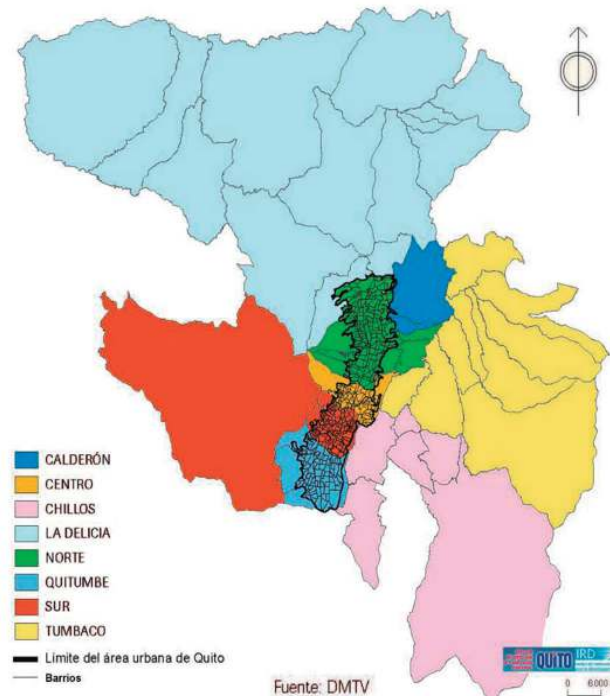 CALDERÓN
CENTRO
CHILLOS
LA DELICIA
NORTE
QUITUMBE
SUR
TUMBACO
Límite del área urbana de Quito
Barrios
Fuente: DMTV
QUITO
IRD
0 6.000